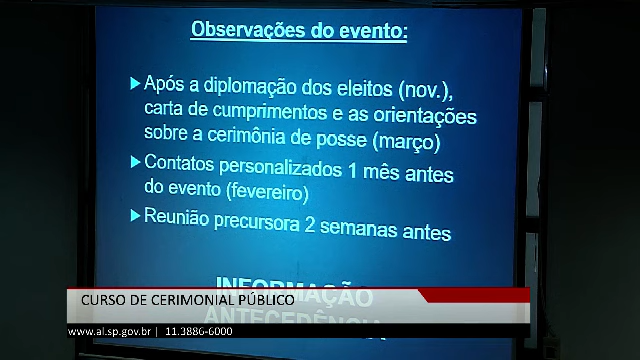 Observações do evento:
▶Após a diplomação dos eleitos (nov.),
carta de cumprimentos e as orientações
sobre a cerimônia de posse (março)
▶Contatos personalizados 1 mês antes
do evento (fevereiro)
▶Reunião precursora 2 semanas antes
INFORMAÇÃO
ANTECEDÊNCIA
CURSO DE CERIMONIAL PÚBLICO
www.al.sp.gov.br | 11.3886-6000